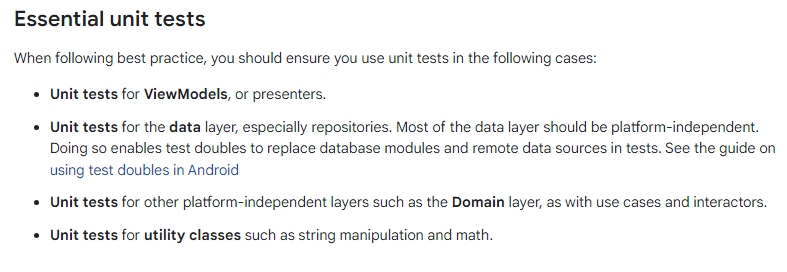 Essential unit tests
When following best practice, you should ensure you use unit tests in the following cases:
• Unit tests for ViewModels, or presenters.
• Unit tests for the data layer, especially repositories. Most of the data layer should be platform-independent.
Doing so enables test doubles to replace database modules and remote data sources in tests. See the guide on
using test doubles in Android
• Unit tests for other platform-independent layers such as the Domain layer, as with use cases and interactors.
• Unit tests for utility classes such as string manipulation and math.